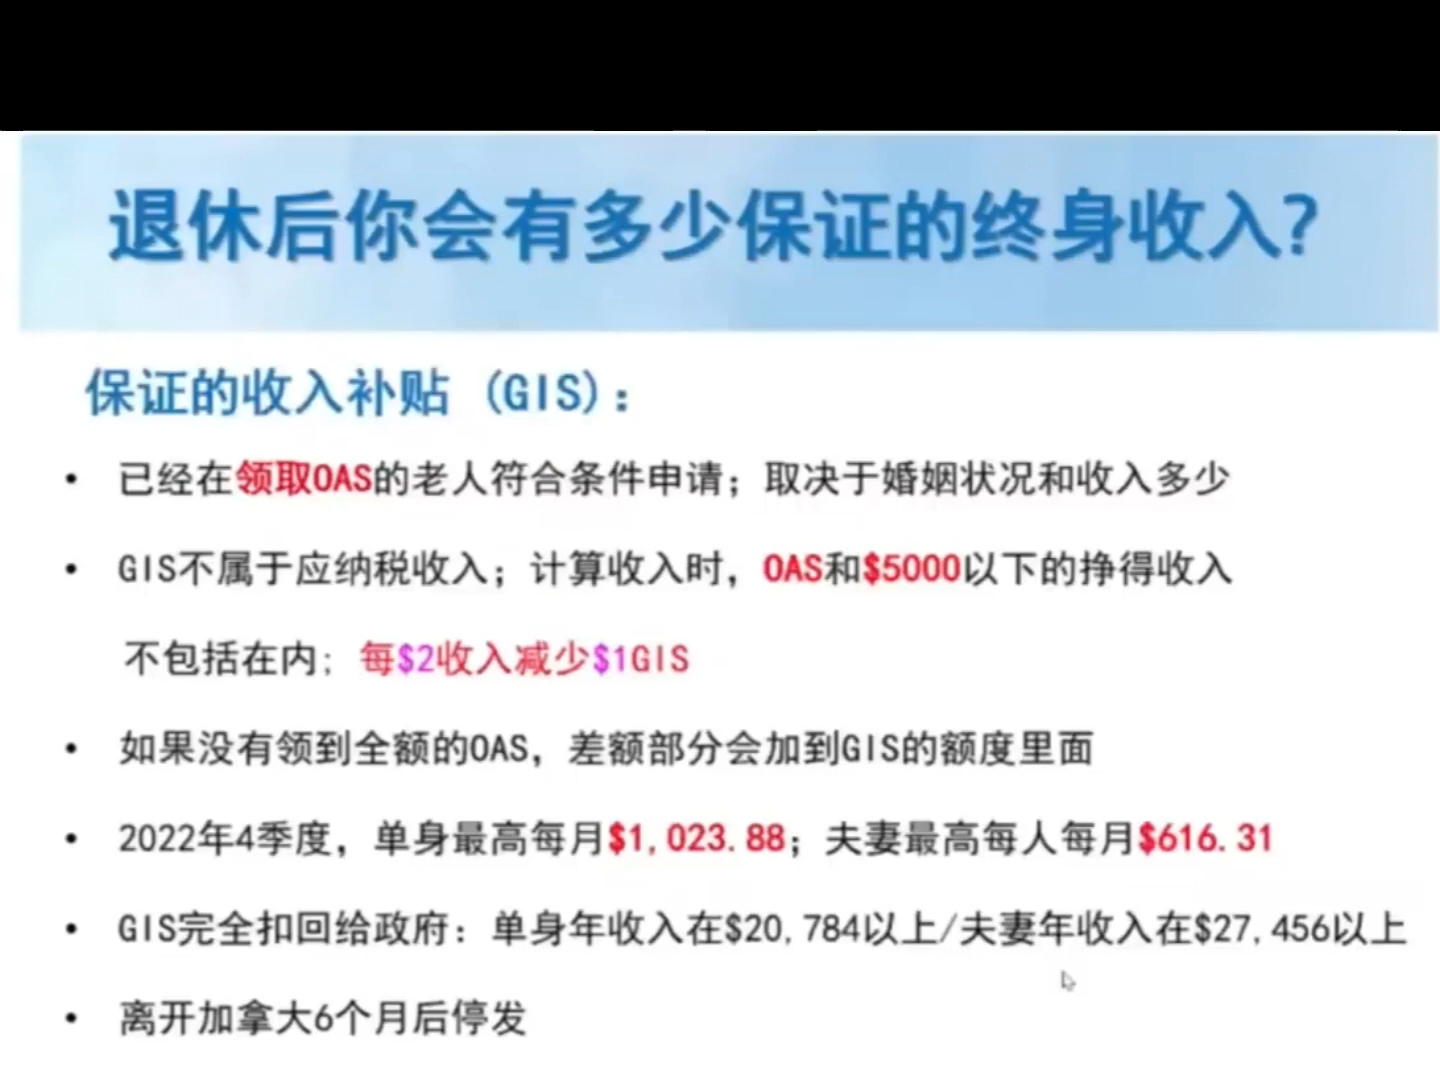 退休后你会有多少保证的终身收入?
保证的收入补贴 (GIS):
• 已经在领取OAS的老人符合条件申请；取决于婚姻状况和收入多少
• GIS不属于应纳税收入；计算收入时，OAS和$5000以下的挣得收入
不包括在内；每$2收入减少$1GIS
• 如果没有领到全额的OAS，差额部分会加到GIS的额度里面
• 2022年4季度，单身最高每月$1,023.88；夫妻最高每人每月$616.31
• GIS完全扣回给政府：单身年收入在$20,784以上/夫妻年收入在$27,456以上
• 离开加拿大6个月后停发